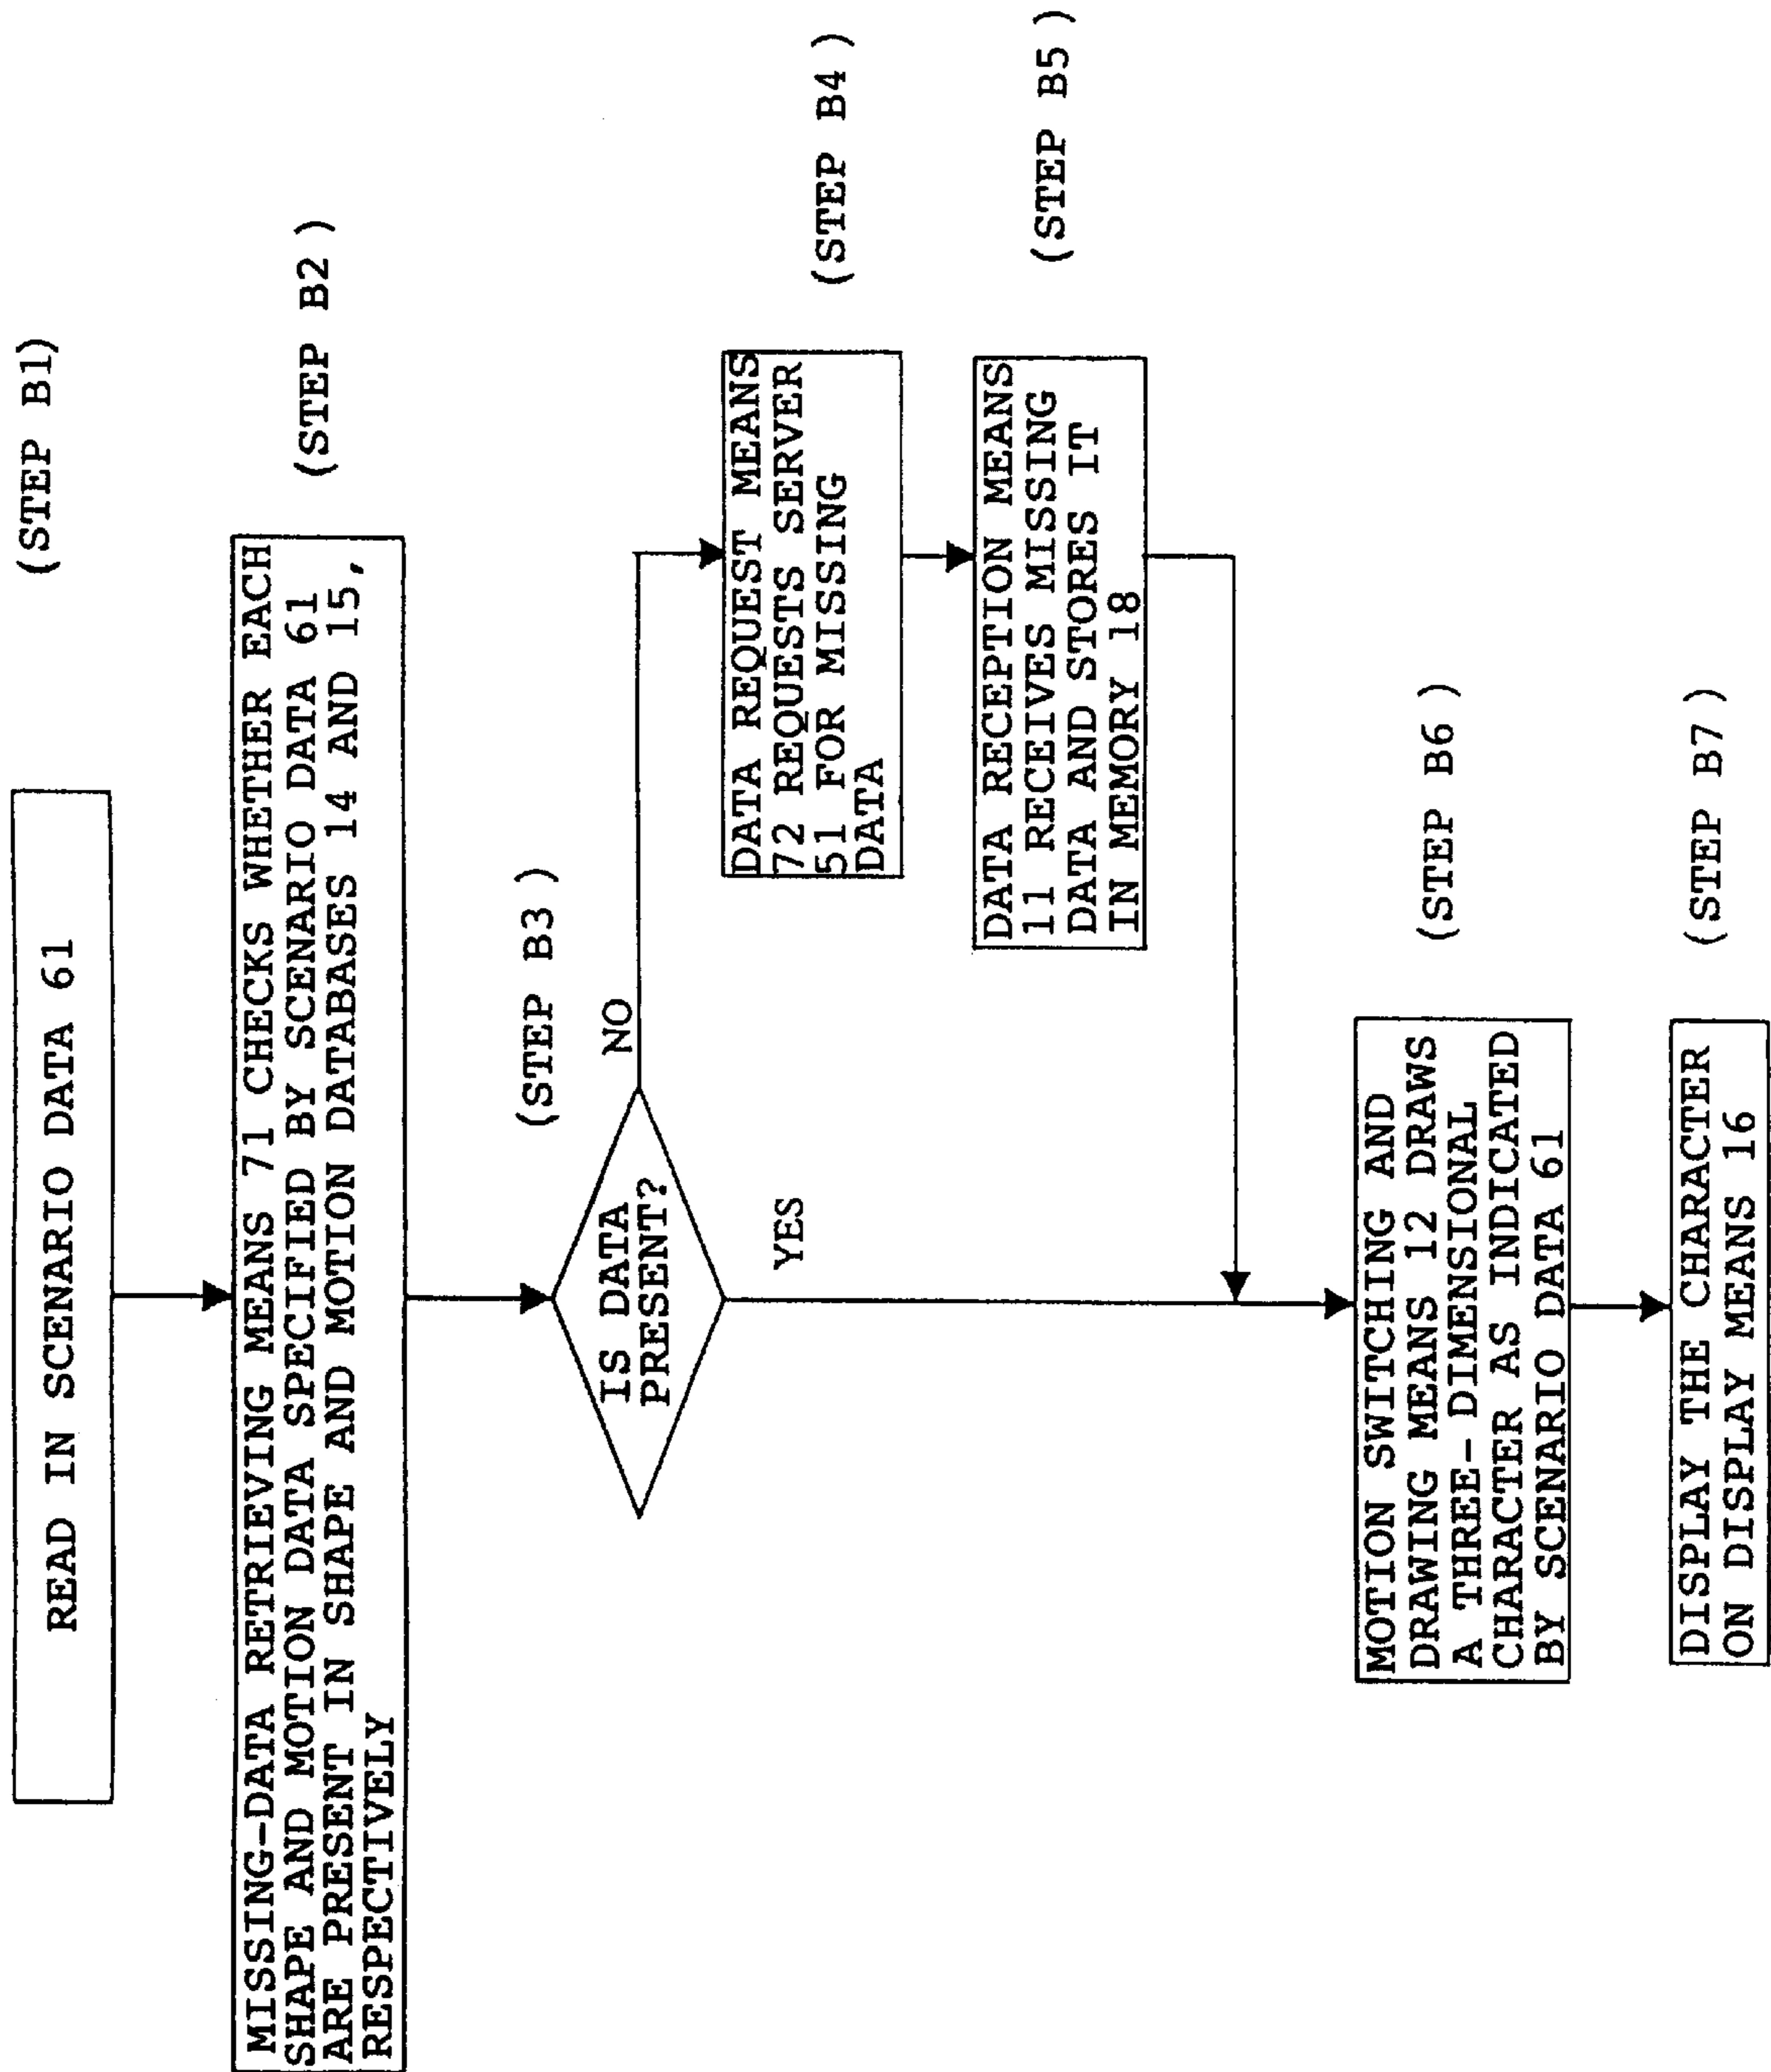 (STEP B1)
READ IN SCENARIO DATA 61
(STEP B2)
MISSING-DATA RETRIEVING MEANS 71 CHECKS WHETHER EACH
SHAPE AND MOTION DATA SPECIFIED BY SCENARIO DATA 61
ARE PRESENT IN SHAPE AND MOTION DATABASES 14 AND 15,
RESPECTIVELY
(STEP B3)
IS DATA
PRESENT?
NO
YES
(STEP B4)
DATA REQUEST MEANS
72 REQUESTS SERVER
51 FOR MISSING
DATA
(STEP B5)
DATA RECEPTION MEANS
11 RECEIVES MISSING
DATA AND STORES IT
IN MEMORY 18
(STEP B6)
MOTION SWITCHING AND
DRAWING MEANS 12 DRAWS
A THREE-DIMENSIONAL
CHARACTER AS INDICATED
BY SCENARIO DATA 61
(STEP B7)
DISPLAY THE CHARACTER
ON DISPLAY MEANS 16